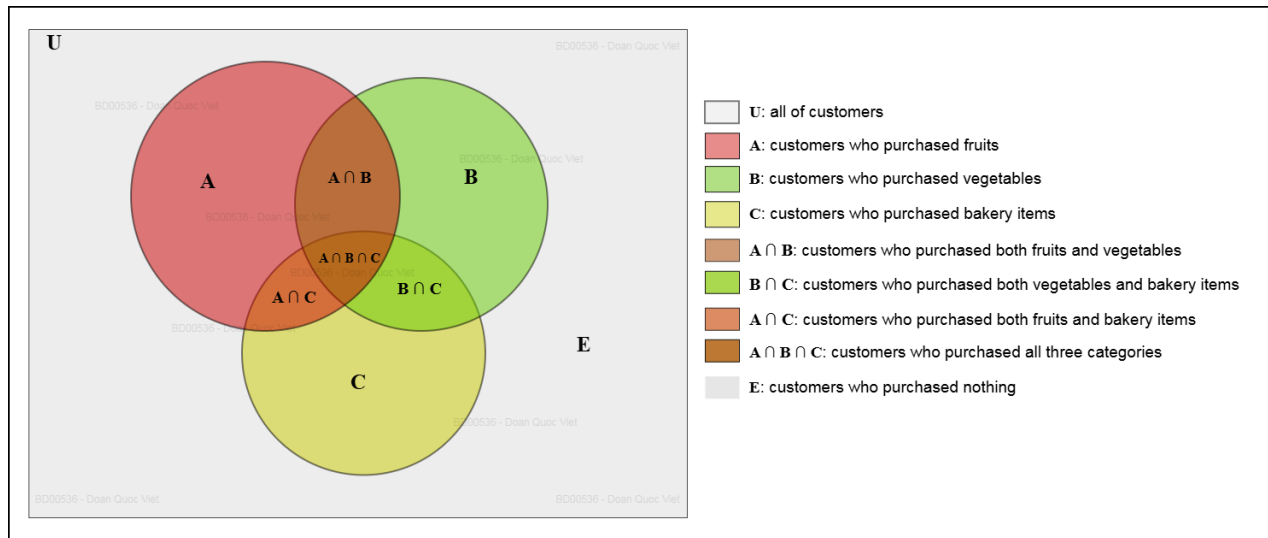 U
BD00536 - Doan Quoc Viet
BD00536 - Doan Quoc Viet
BD00536 - Doan Quoc Viet
A
A ∩ B
B
BD00536 - Doan Quoc Viet
A ∩ B ∩ C
BD00536 - Doan Quoc Viet
A ∩ C
B ∩ C
BD00536 - Doan Quoc Viet
E
C
BD00536 - Doan Quoc Viet
BD00536 - Doan Quoc Viet
BD00536 - Doan Quoc Viet
U: all of customers
A: customers who purchased fruits
B: customers who purchased vegetables
C: customers who purchased bakery items
A ∩ B: customers who purchased both fruits and vegetables
B ∩ C: customers who purchased both vegetables and bakery items
A ∩ C: customers who purchased both fruits and bakery items
A ∩ B ∩ C: customers who purchased all three categories
E: customers who purchased nothing